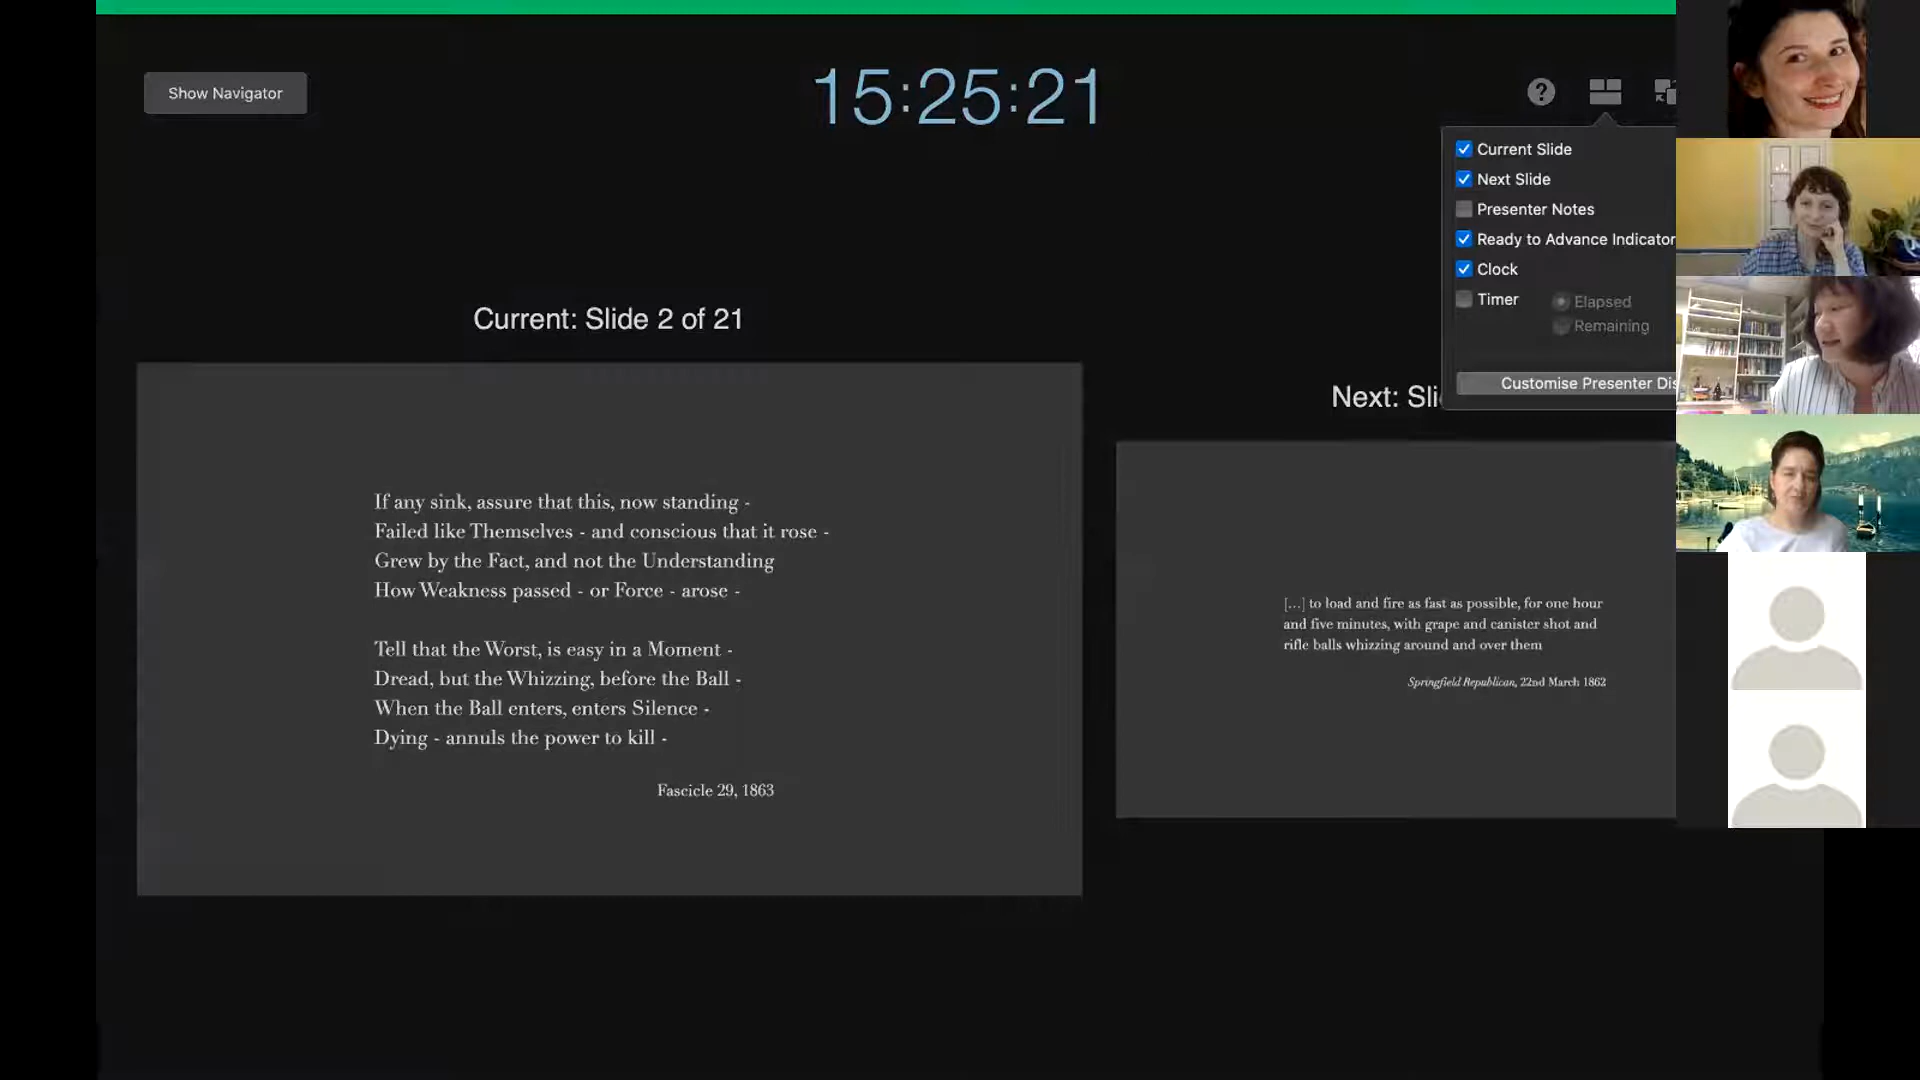 Show Navigator
15:25:21
Current Slide
Next Slide
Presenter Notes
Ready to Advance Indicator
Clock
Timer
Elapsed
Remaining
Customise Presenter Dis
Current: Slide 2 of 21
If any sink, assure that this, now standing -
Failed like Themselves - and conscious that it rose -
Grew by the Fact, and not the Understanding
How Weakness passed - or Force - arose -
Tell that the Worst, is easy in a Moment -
Dread, but the Whizzing, before the Ball -
When the Ball enters, enters Silence -
Dying - annuls the power to kill -
Fascicle 29, 1863
Next: Sli
[...] to load and fire as fast as possible, for one hour
and five minutes, with grape and canister shot and
rifle balls whizzing around and over them
Springfield Republican, 22nd March 1862